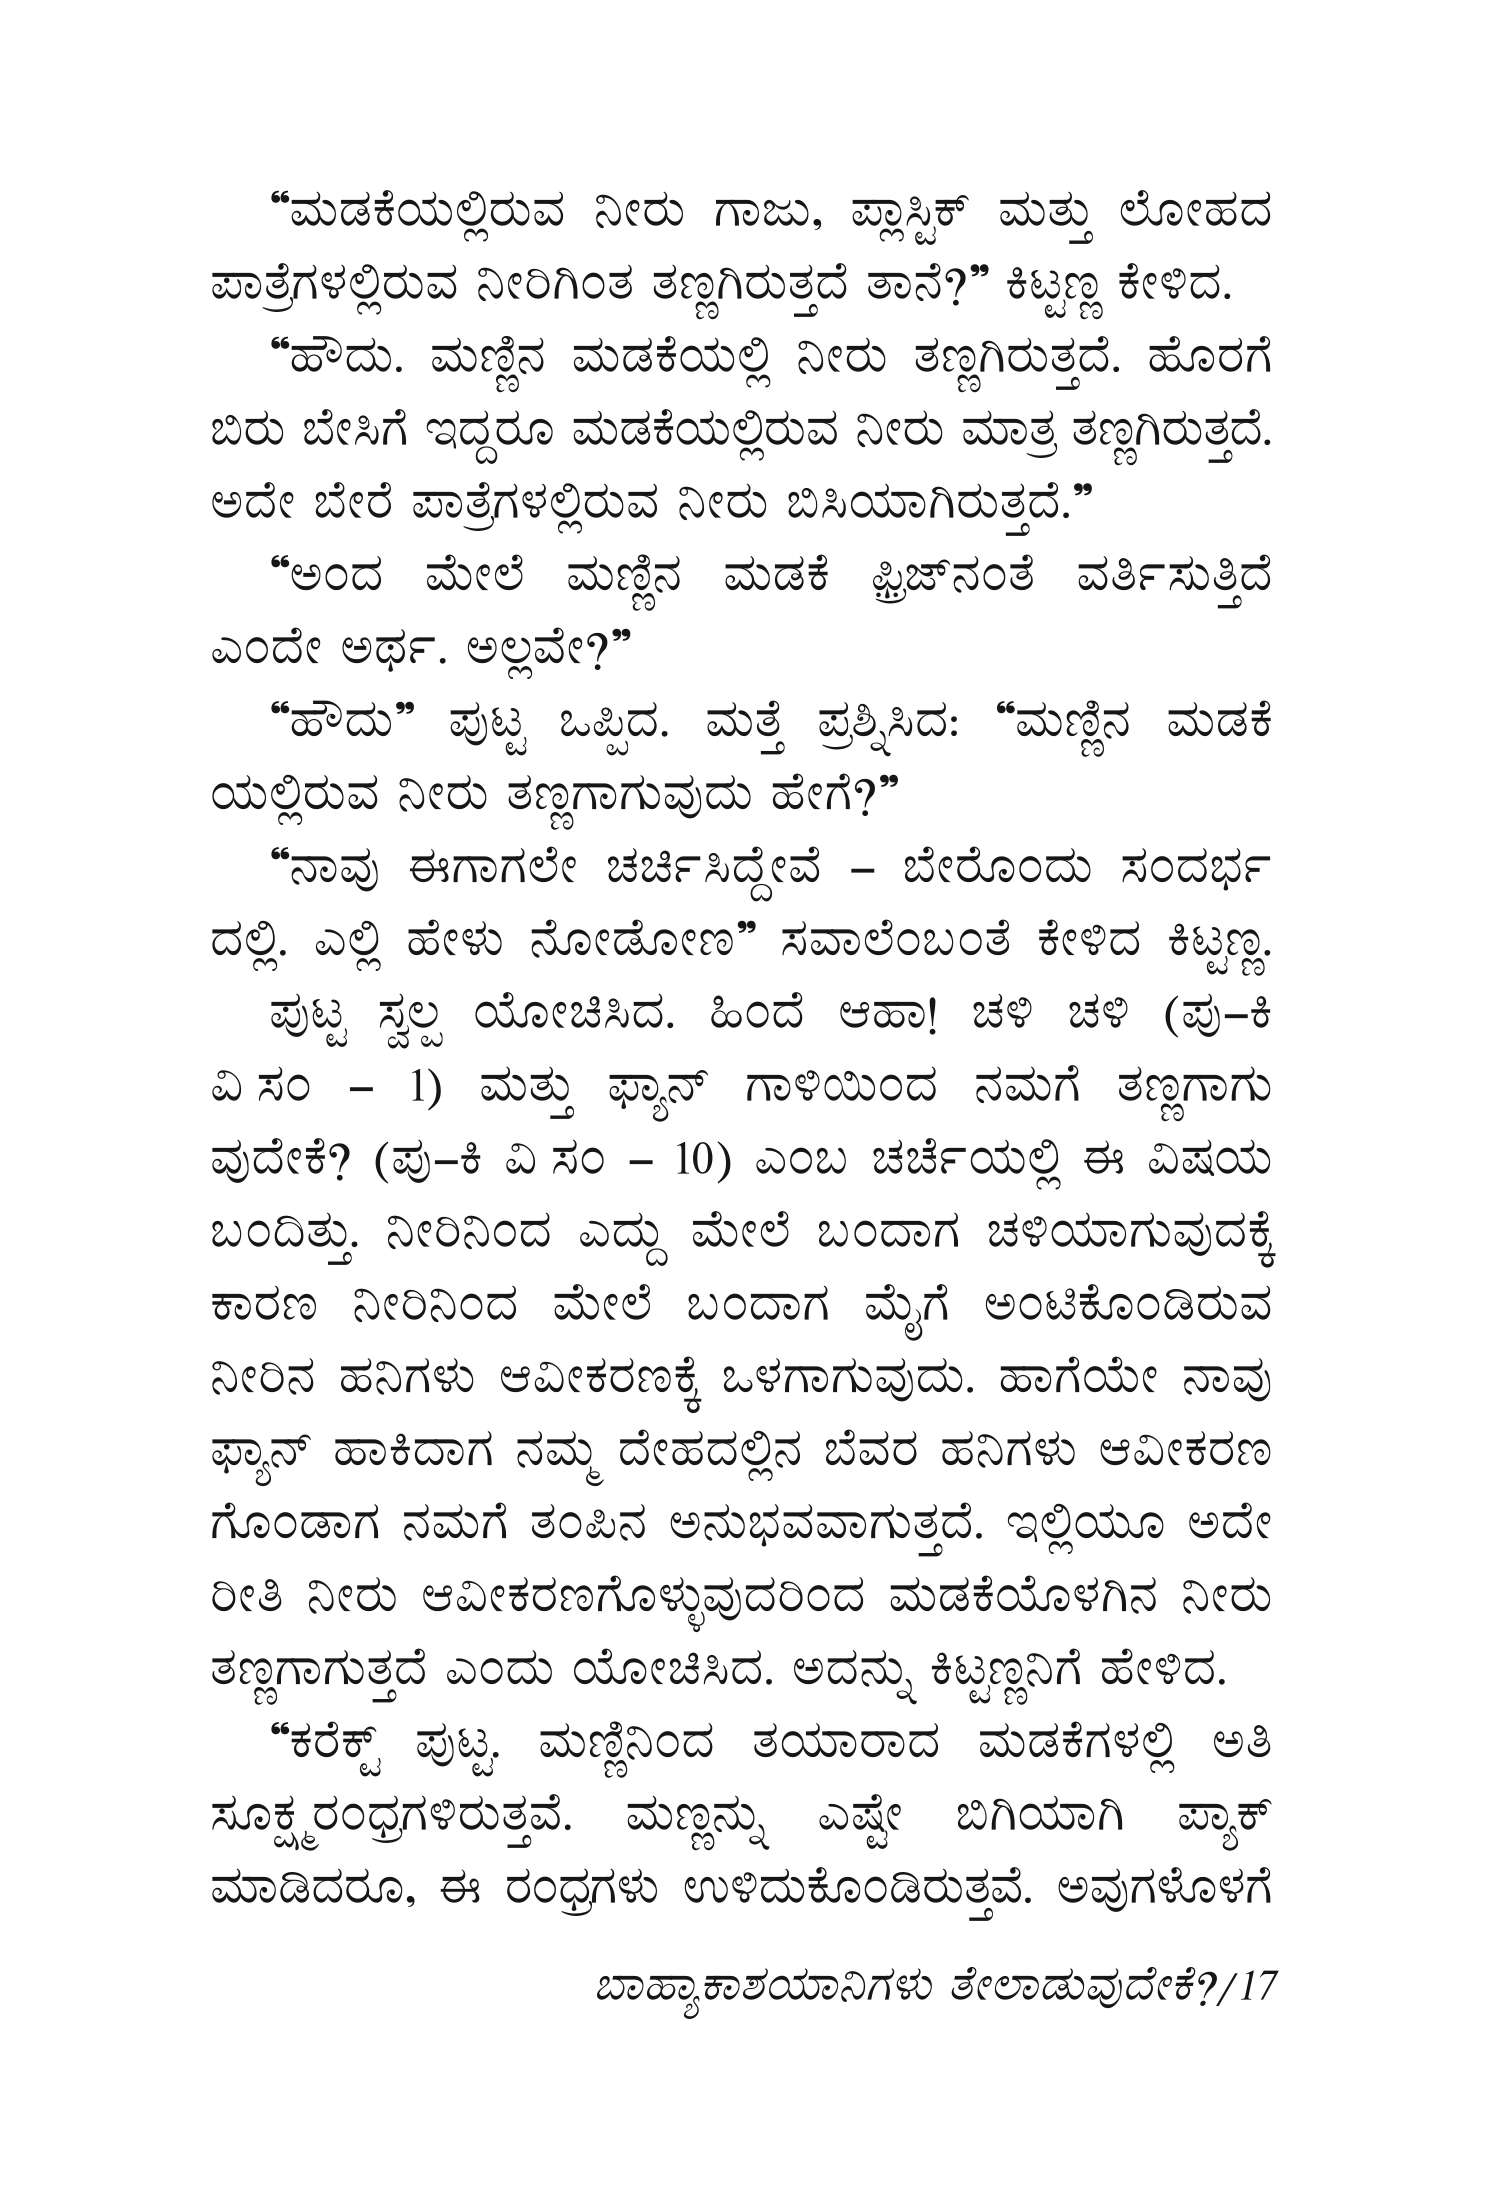 “ಮಡಕೆಯಲ್ಲಿರುವ ನೀರು ಗಾಜು, ಪ್ಲಾಸ್ಟಿಕ್ ಮತ್ತು ಲೋಹದ
ಪಾತ್ರೆಗಳಲ್ಲಿರುವ ನೀರಿಗಿಂತ ತಣ್ಣಗಿರುತ್ತದೆ ತಾನೆ?” ಕಿಟ್ಟಣ್ಣ ಕೇಳಿದ.
“ಹೌದು. ಮಣ್ಣಿನ ಮಡಕೆಯಲ್ಲಿ ನೀರು ತಣ್ಣಗಿರುತ್ತದೆ. ಹೊರಗೆ
ಬಿರು ಬೇಸಿಗೆ ಇದ್ದರೂ ಮಡಕೆಯಲ್ಲಿರುವ ನೀರು ಮಾತ್ರ ತಣ್ಣಗಿರುತ್ತದೆ.
ಅದೇ ಬೇರೆ ಪಾತ್ರೆಗಳಲ್ಲಿರುವ ನೀರು ಬಿಸಿಯಾಗಿರುತ್ತದೆ.”
“ಅಂದ ಮೇಲೆ ಮಣ್ಣಿನ ಮಡಕೆ ಫ಼್ರಿಜ್‌ನಂತೆ ವರ್ತಿಸುತ್ತಿದೆ
ಎಂದೇ ಅರ್ಥ. ಅಲ್ಲವೇ?”
“ಹೌದು” ಪುಟ್ಟ ಒಪ್ಪಿದ. ಮತ್ತೆ ಪ್ರಶ್ನಿಸಿದ: “ಮಣ್ಣಿನ ಮಡಕೆ
ಯಲ್ಲಿರುವ ನೀರು ತಣ್ಣಗಾಗುವುದು ಹೇಗೆ?”
“ನಾವು ಈಗಾಗಲೇ ಚರ್ಚಿಸಿದ್ದೇವೆ – ಬೇರೊಂದು ಸಂದರ್ಭ
ದಲ್ಲಿ. ಎಲ್ಲಿ ಹೇಳು ನೋಡೋಣ” ಸವಾಲೆಂಬಂತೆ ಕೇಳಿದ ಕಿಟ್ಟಣ್ಣ.
ಪುಟ್ಟ ಸ್ವಲ್ಪ ಯೋಚಿಸಿದ. ಹಿಂದೆ ಆಹಾ! ಚಳಿ ಚಳಿ (ಪು–ಕಿ
ವಿ ಸಂ – 1) ಮತ್ತು ಫ್ಯಾನ್ ಗಾಳಿಯಿಂದ ನಮಗೆ ತಣ್ಣಗಾಗು
ವುದೇಕೆ? (ಪು–ಕಿ ವಿ ಸಂ – 10) ಎಂಬ ಚರ್ಚೆಯಲ್ಲಿ ಈ ವಿಷಯ
ಬಂದಿತ್ತು. ನೀರಿನಿಂದ ಎದ್ದು ಮೇಲೆ ಬಂದಾಗ ಚಳಿಯಾಗುವುದಕ್ಕೆ
ಕಾರಣ ನೀರಿನಿಂದ ಮೇಲೆ ಬಂದಾಗ ಮೈಗೆ ಅಂಟಿಕೊಂಡಿರುವ
ನೀರಿನ ಹನಿಗಳು ಆವೀಕರಣಕ್ಕೆ ಒಳಗಾಗುವುದು. ಹಾಗೆಯೇ ನಾವು
ಫ್ಯಾನ್ ಹಾಕಿದಾಗ ನಮ್ಮ ದೇಹದಲ್ಲಿನ ಬೆವರ ಹನಿಗಳು ಆವೀಕರಣ
ಗೊಂಡಾಗ ನಮಗೆ ತಂಪಿನ ಅನುಭವವಾಗುತ್ತದೆ. ಇಲ್ಲಿಯೂ ಅದೇ
ರೀತಿ ನೀರು ಆವೀಕರಣಗೊಳ್ಳುವುದರಿಂದ ಮಡಕೆಯೊಳಗಿನ ನೀರು
ತಣ್ಣಗಾಗುತ್ತದೆ ಎಂದು ಯೋಚಿಸಿದ. ಅದನ್ನು ಕಿಟ್ಟಣ್ಣನಿಗೆ ಹೇಳಿದ.
“ಕರೆಕ್ಟ್ ಪುಟ್ಟ. ಮಣ್ಣಿನಿಂದ ತಯಾರಾದ ಮಡಕೆಗಳಲ್ಲಿ ಅತಿ
ಸೂಕ್ಷ್ಮರಂಧ್ರಗಳಿರುತ್ತವೆ. ಮಣ್ಣನ್ನು ಎಷ್ಟೇ ಬಿಗಿಯಾಗಿ ಪ್ಯಾಕ್
ಮಾಡಿದರೂ, ಈ ರಂಧ್ರಗಳು ಉಳಿದುಕೊಂಡಿರುತ್ತವೆ. ಅವುಗಳೊಳಗೆ
ಬಾಹ್ಯಾಕಾಶಯಾನಿಗಳು ತೇಲಾಡುವುದೇಕೆ?/17